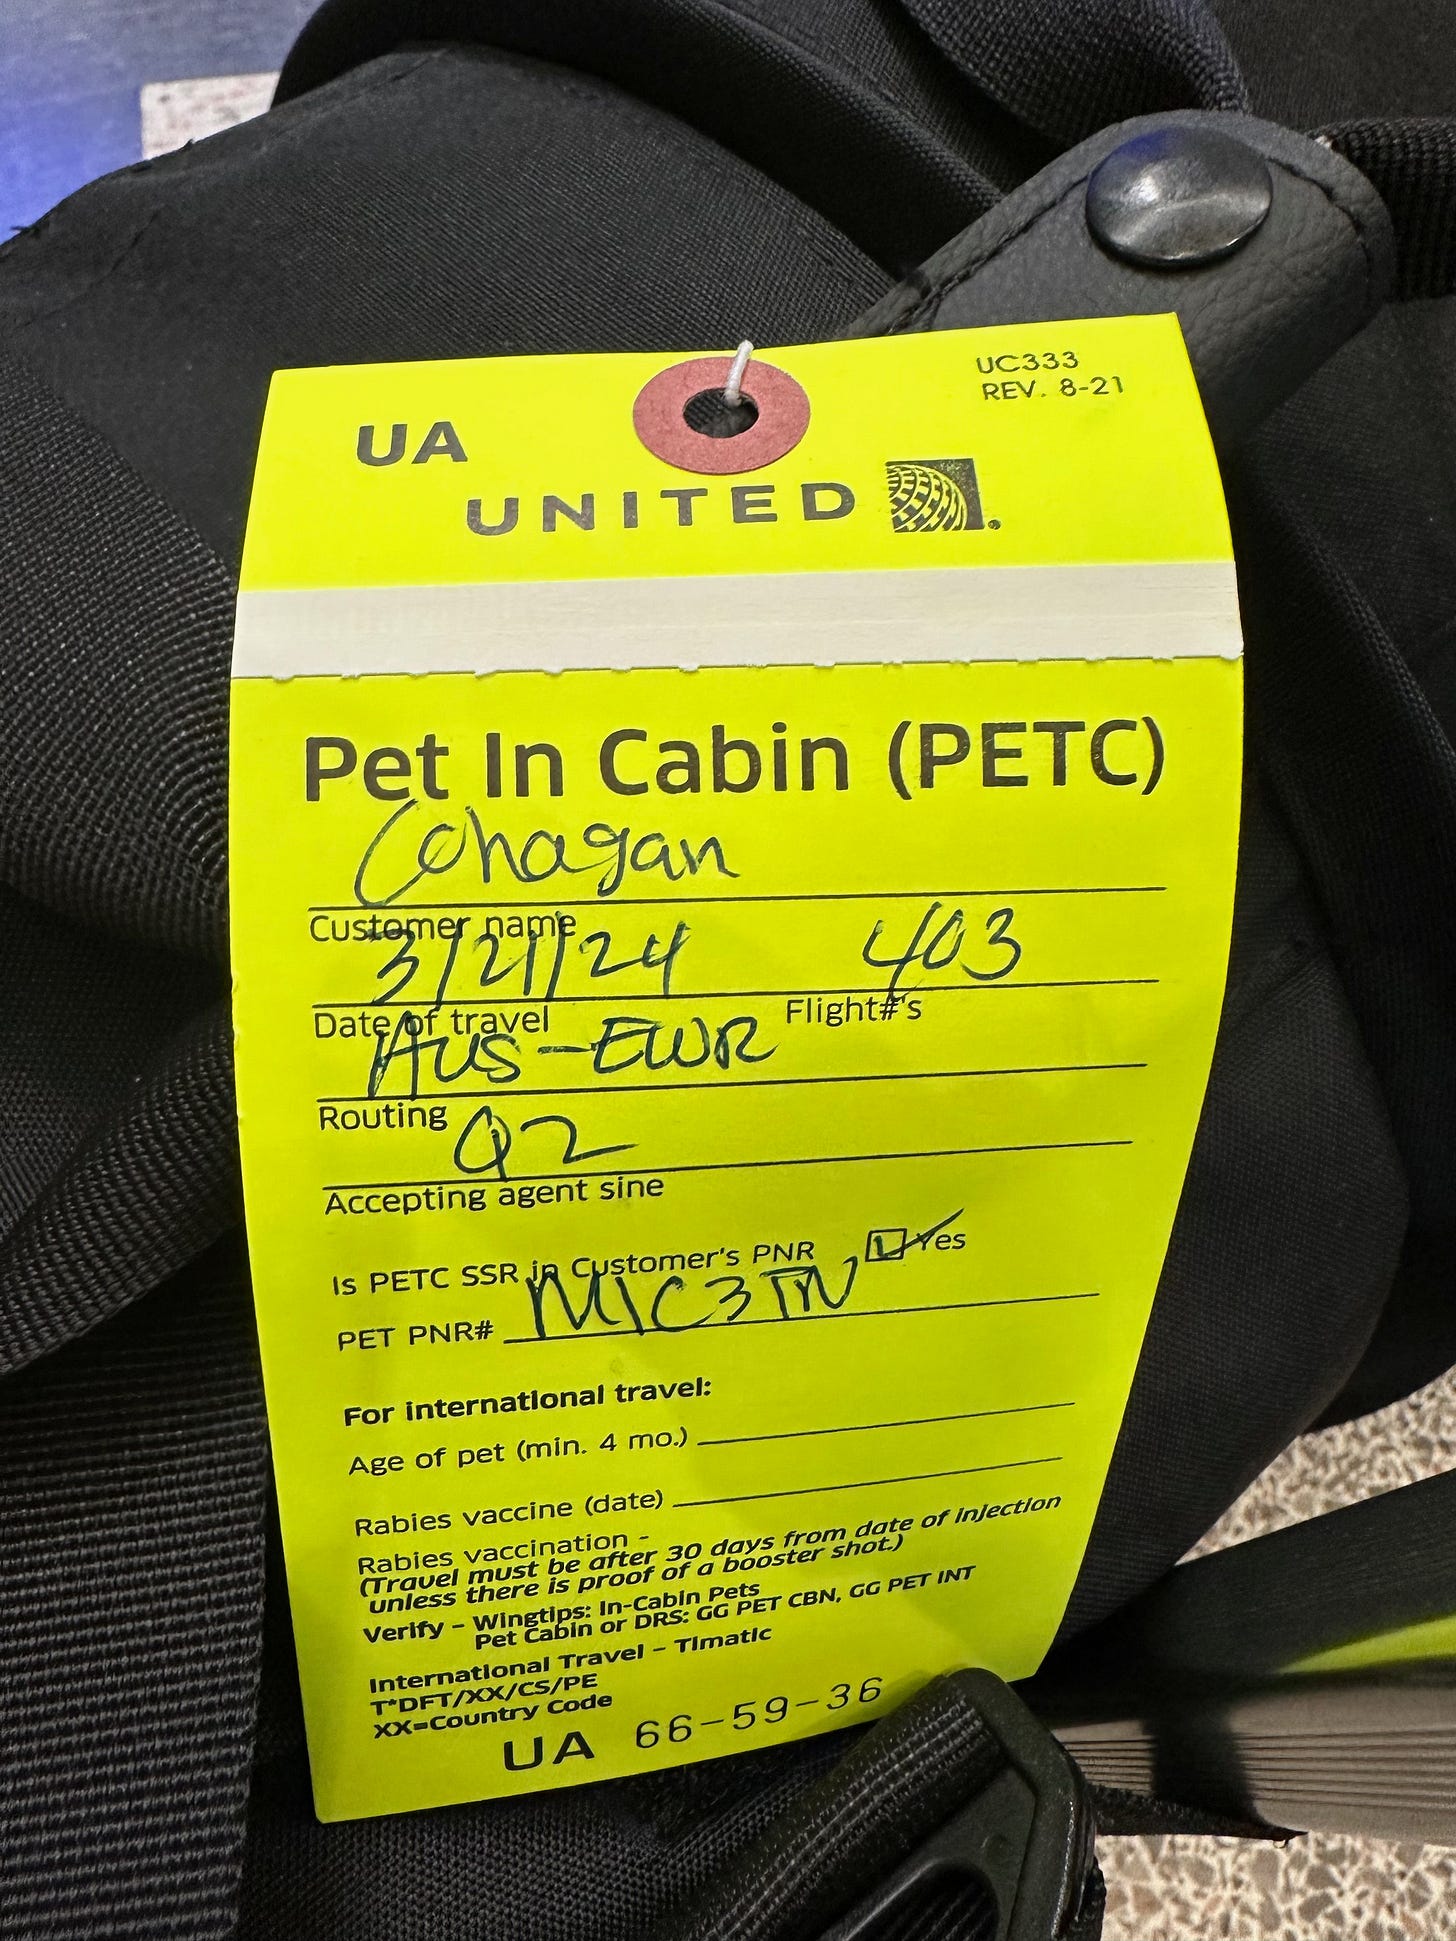 UC333
REV. 8-21
UA
UNITED
Pet In Cabin (PETC)
Cohagan
Customer name
3/21/24 403
Date of travel Flight#'s
AUS-EWR
Routing
Q2
Accepting agent sine
Is PETC SSR in Customer's PNR Yes
PET PNR#
For international travel:
Age of pet (min. 4 mo.)
Rabies vaccine (date)
Rabies vaccination -
(Travel must be after 30 days from date of injection
unless there is proof of a booster shot.)
Verify - Wingtips: In-Cabin Pets
Pet Cabin or DRS: GG PET CBN, GG PET INT
International Travel - Timatic
T*DFT/XX/CS/PE
XX=Country Code
UA 66-59-36